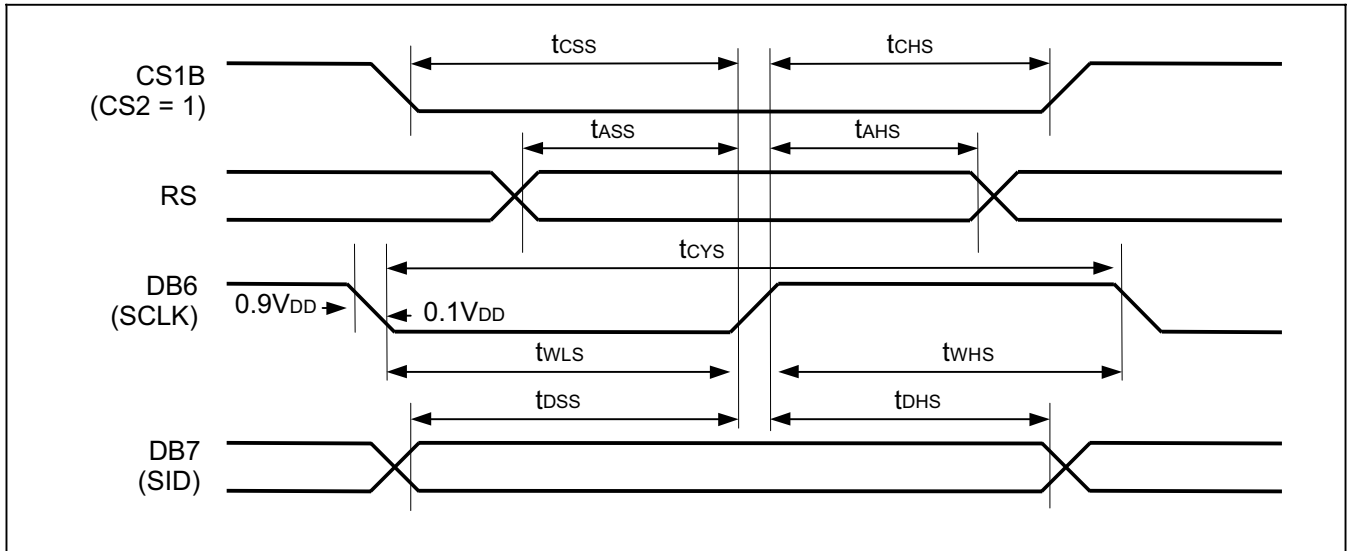 tCSS
tCHS
CS1B
(CS2 = 1)
tASS
tAHS
RS
tCYS
DB6
(SCLK)
0.9VDD
0.1VDD
tWLS
tWHS
tDSS
tDHS
DB7
(SID)